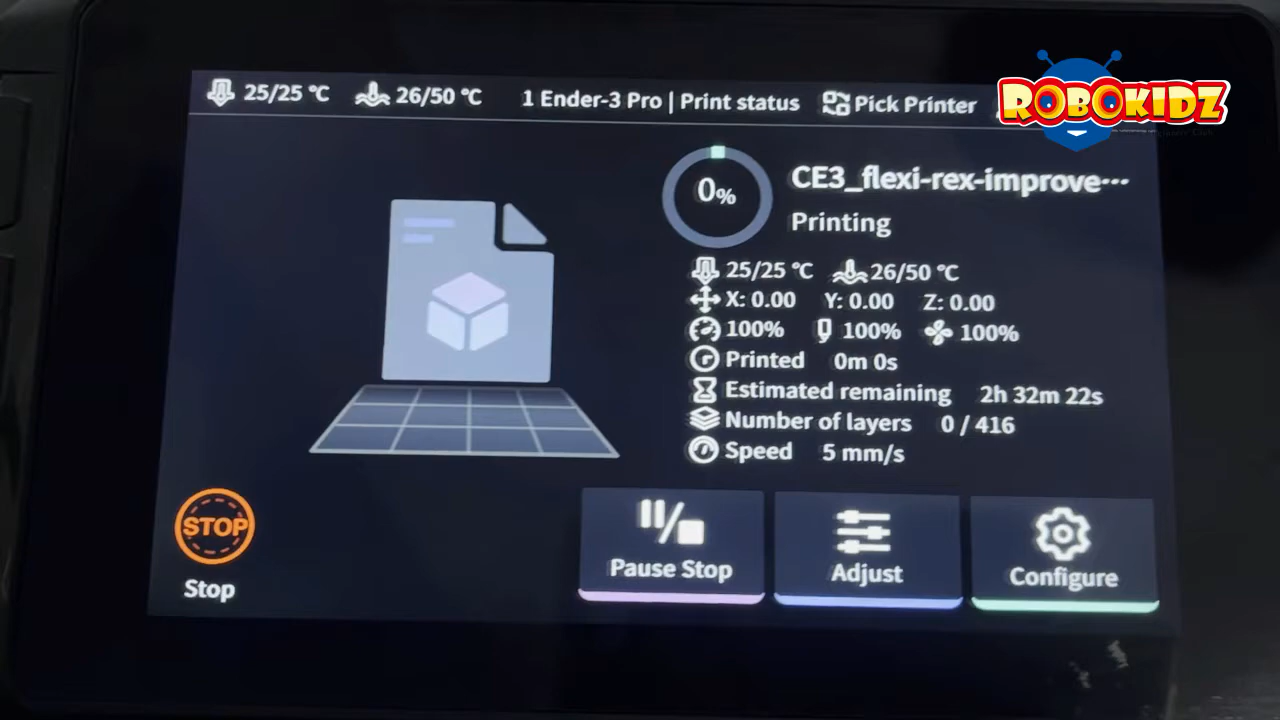 25/25 °C 26/50 °C 1 Ender-3 Pro | Print status Pick Printer
ROBOKIDZ
0%
CE3_flexi-rex-improve···
Printing
25/25 °C 26/50 °C
X: 0.00 Y: 0.00 Z: 0.00
100% 100% 100%
Printed 0m 0s
Estimated remaining 2h 32m 22s
Number of layers 0 / 416
Speed 5 mm/s
STOP
Stop
Pause Stop
Adjust
Configure